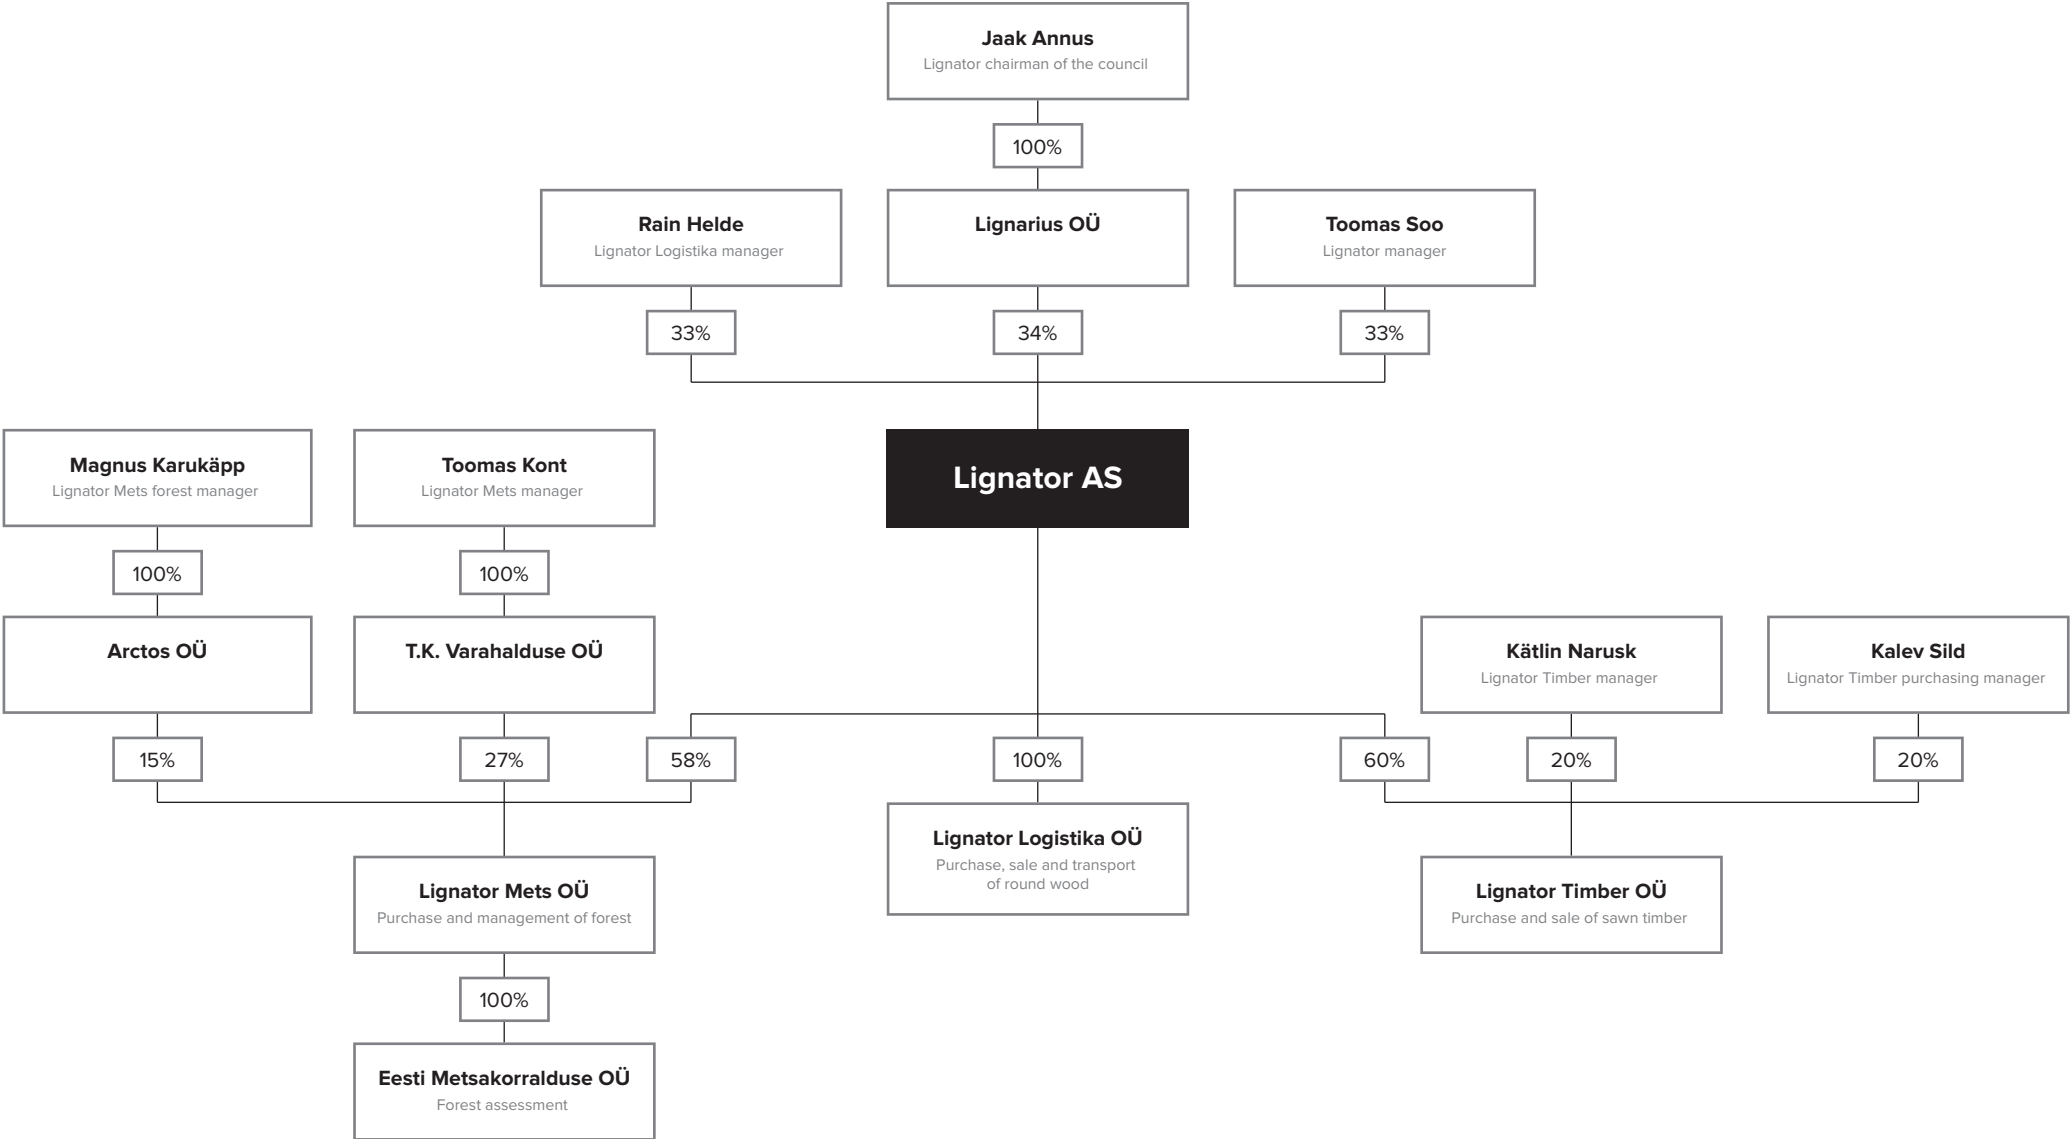 Jaak Annus
Lignator chairman of the council
100%
Rain Helde
Lignator Logistika manager
Lignarius OÜ
Toomas Soo
Lignator manager
33%
34%
33%
Magnus Karukäpp
Lignator Mets forest manager
Toomas Kont
Lignator Mets manager
Lignator AS
100%
100%
Arctos OÜ
T.K. Varahalduse OÜ
Kätlin Narusk
Lignator Timber manager
Kalev Sild
Lignator Timber purchasing manager
15%
27%
58%
100%
60%
20%
20%
Lignator Logistika OÜ
Purchase, sale and transport
of round wood
Lignator Mets OÜ
Purchase and management of forest
Lignator Timber OÜ
Purchase and sale of sawn timber
100%
Eesti Metsakorralduse OÜ
Forest assessment